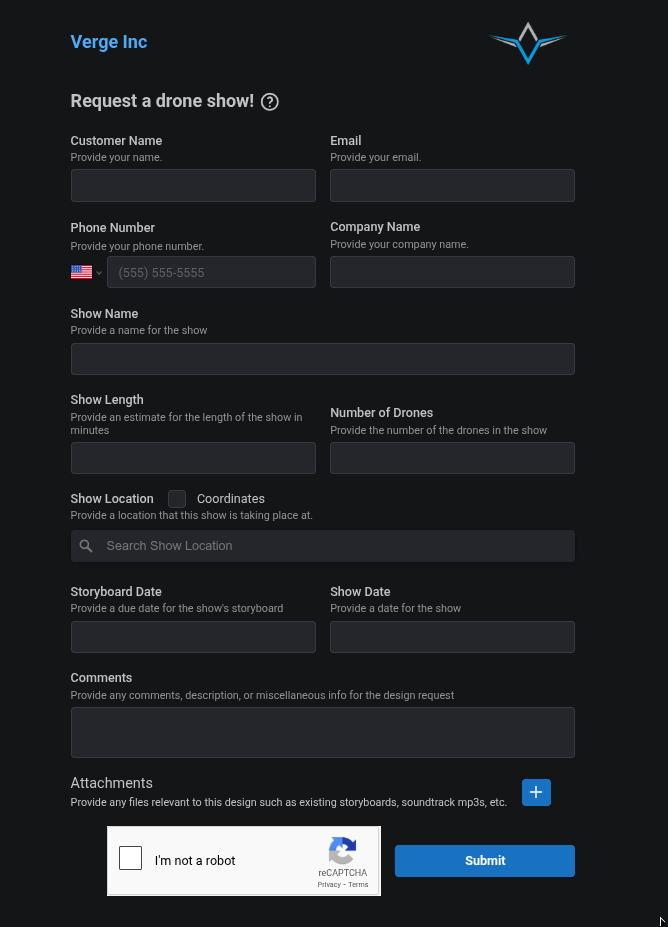 Verge Inc
Request a drone show!
Customer Name
Provide your name.
Email
Provide your email.
Phone Number
Provide your phone number.
(555) 555-5555
Company Name
Provide your company name.
Show Name
Provide a name for the show
Show Length
Provide an estimate for the length of the show in
minutes
Number of Drones
Provide the number of the drones in the show
Show Location
Coordinates
Provide a location that this show is taking place at.
Search Show Location
Storyboard Date
Provide a due date for the show's storyboard
Show Date
Provide a date for the show
Comments
Provide any comments, description, or miscellaneous info for the design request
Attachments
Provide any files relevant to this design such as existing storyboards, soundtrack mp3s, etc.
I'm not a robot
reCAPTCHA
Privacy - Terms
Submit